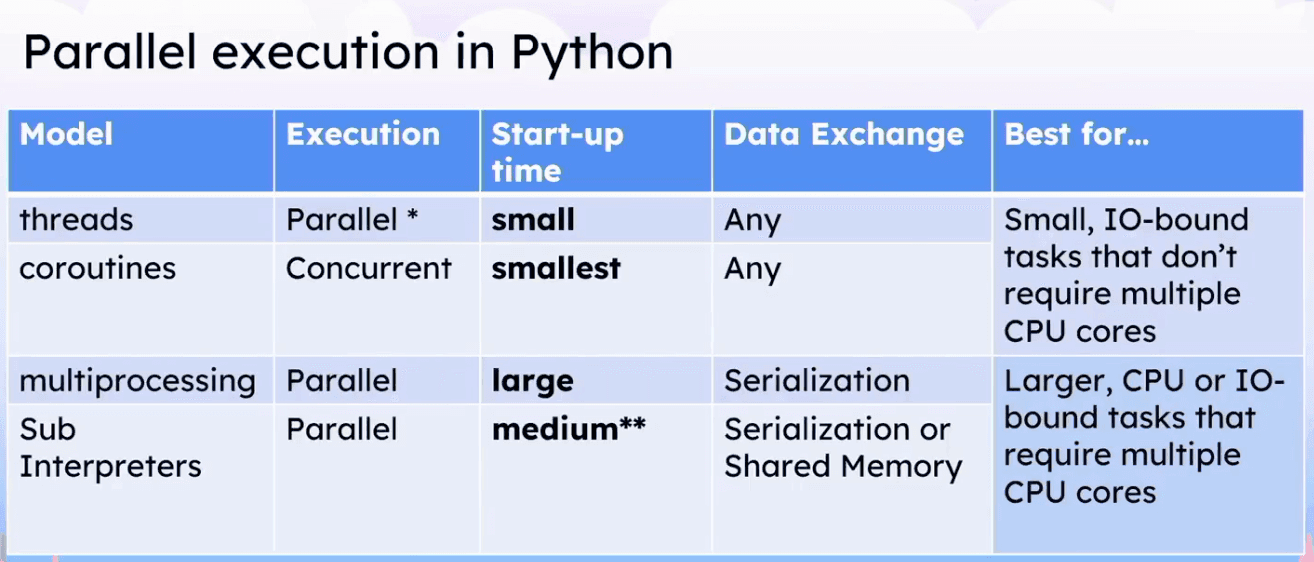 Parallel execution in Python
Model Execution Start-up time Data Exchange Best for...
threads Parallel * small Any Small, IO-bound tasks that don't require multiple CPU cores
coroutines Concurrent smallest Any
multiprocessing Parallel large Serialization Larger, CPU or IO-bound tasks that require multiple CPU cores
Sub Interpreters Parallel medium** Serialization or Shared Memory